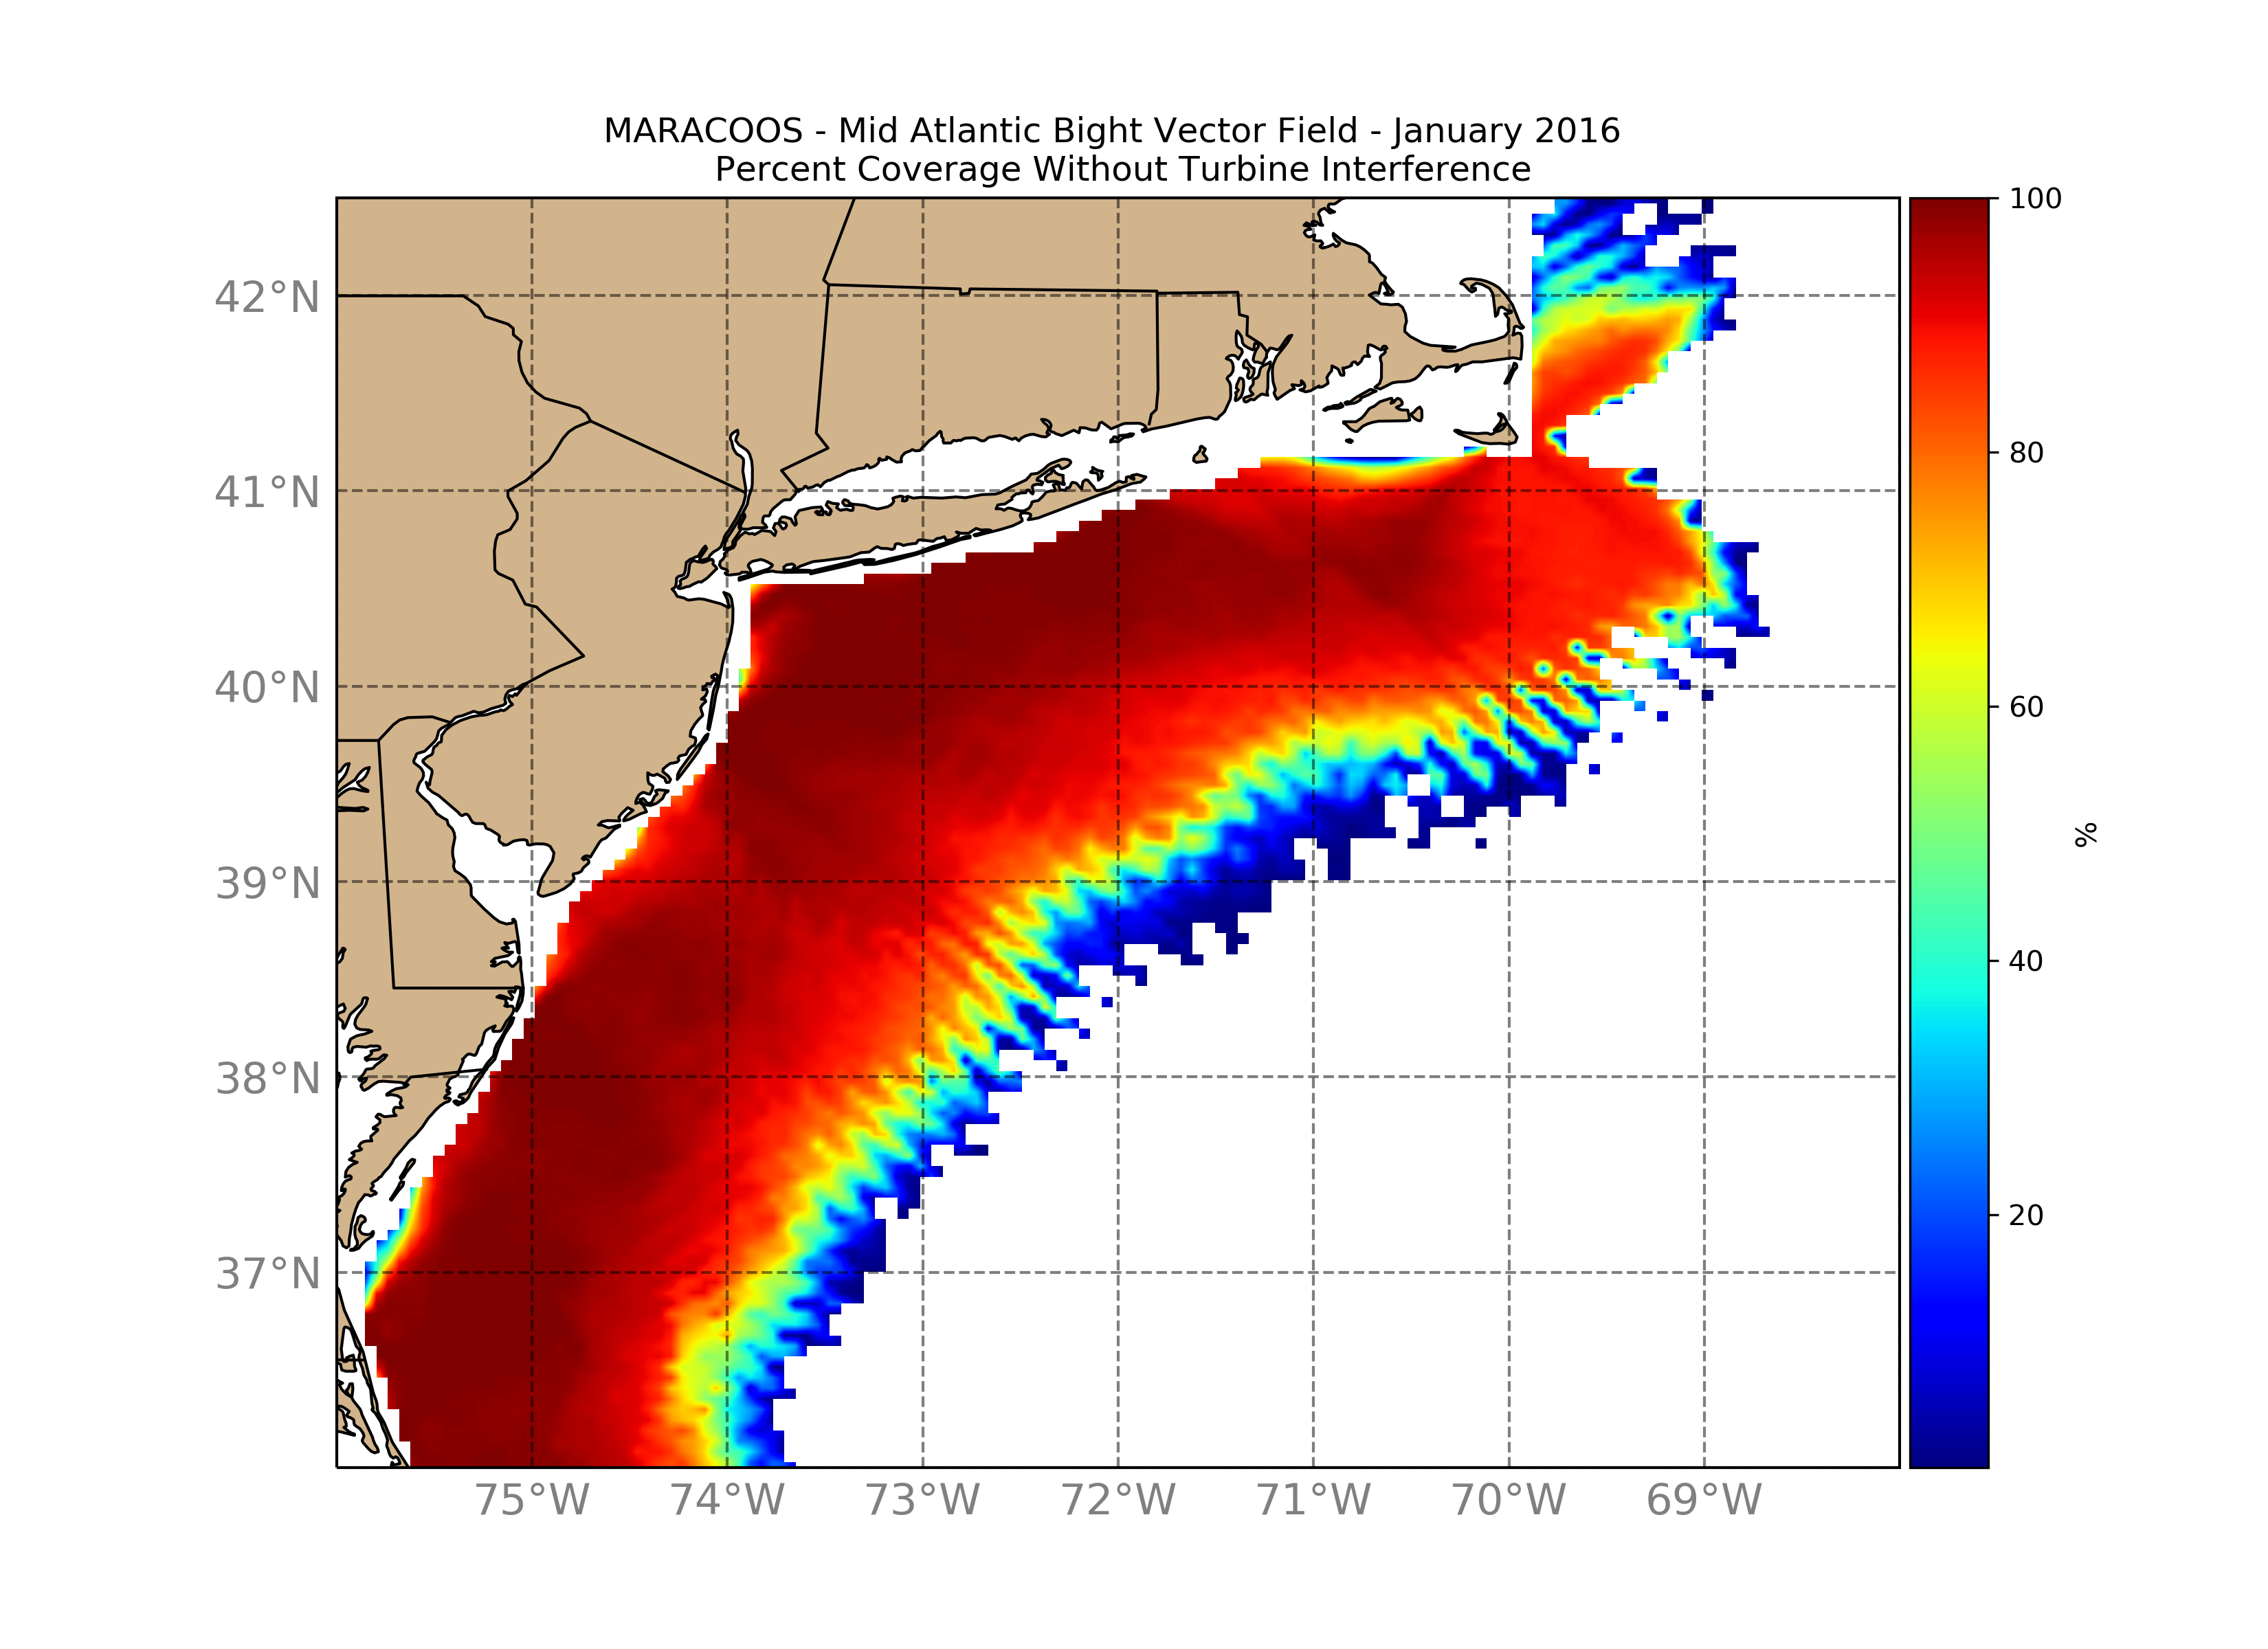 MARACOOS - Mid Atlantic Bight Vector Field - January 2016
Percent Coverage Without Turbine Interference
100
42°N
80
41°N
60
40°N
%
40
39°N
38°N
20
37°N
75°W 74°W 73°W 72°W 71°W 70°W 69°W